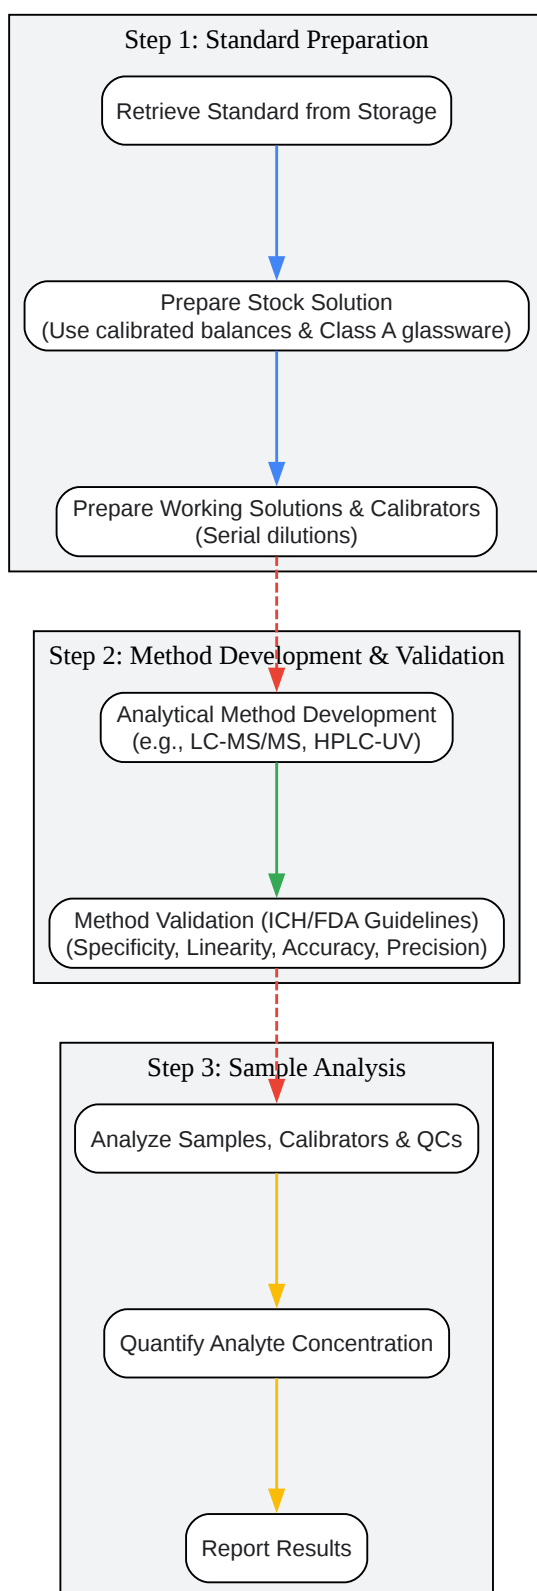 Step 1: Standard Preparation
Retrieve Standard from Storage
Prepare Stock Solution
(Use calibrated balances & Class A glassware)
Prepare Working Solutions & Calibrators
(Serial dilutions)
Step 2: Method Development & Validation
Analytical Method Development
(e.g., LC-MS/MS, HPLC-UV)
Method Validation (ICH/FDA Guidelines)
(Specificity, Linearity, Accuracy, Precision)
Step 3: Sample Analysis
Analyze Samples, Calibrators & QCs
Quantify Analyte Concentration
Report Results